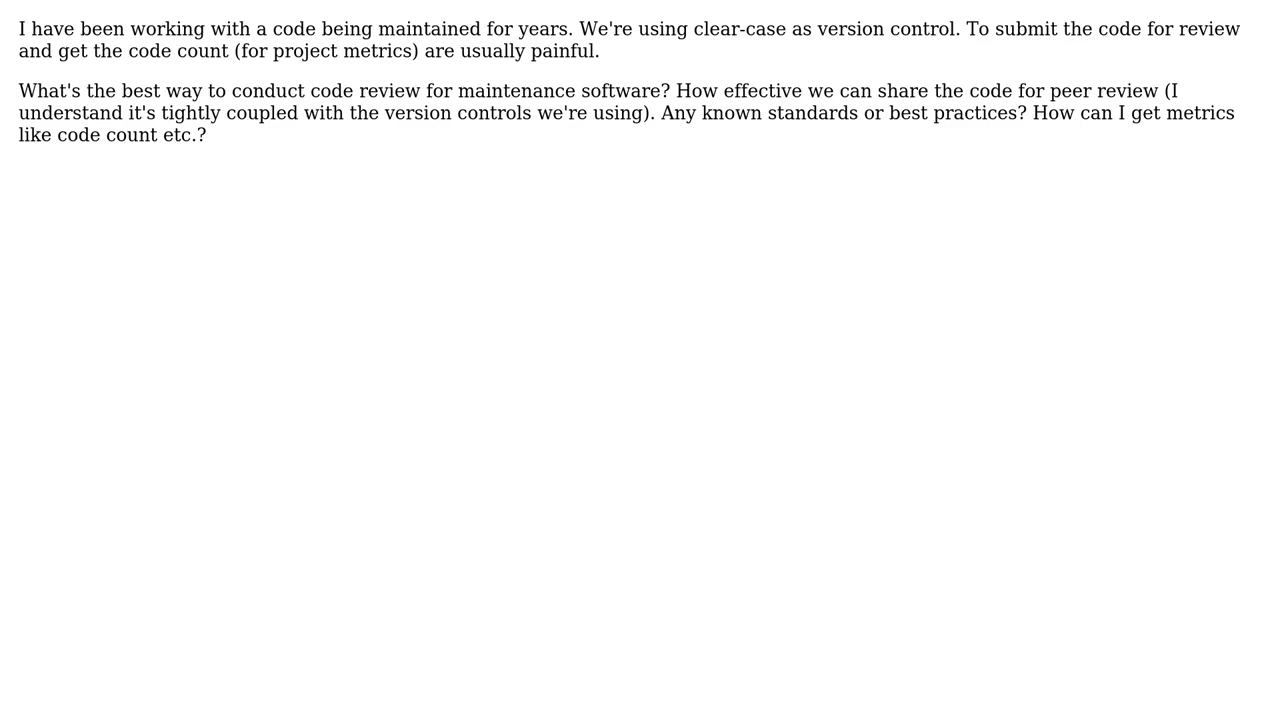 I have been working with a code being maintained for years. We're using clear-case as version control. To submit the code for review
and get the code count (for project metrics) are usually painful.
What's the best way to conduct code review for maintenance software? How effective we can share the code for peer review (I
understand it's tightly coupled with the version controls we're using). Any known standards or best practices? How can I get metrics
like code count etc.?